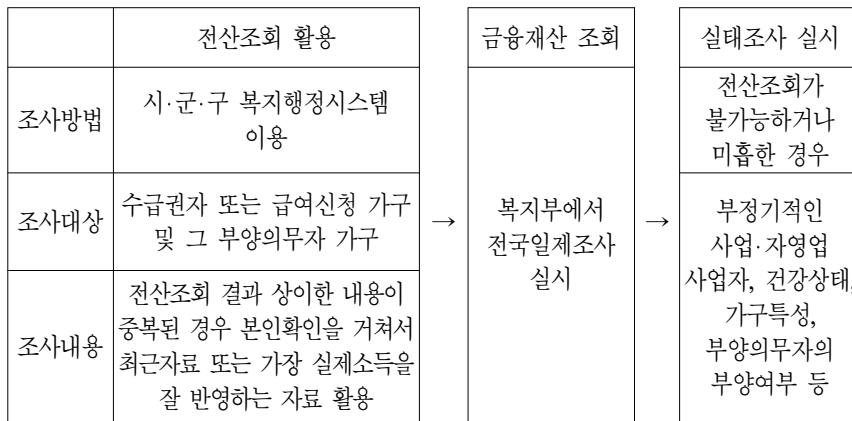 전산조회 활용
금융재산 조회
실태조사 실시
조사방법
시·군·구 복지행정시스템
이용
전산조회가
불가능하거나
미흡한 경우
조사대상
수급권자 또는 급여신청 가구
및 그 부양의무자 가구
→
복지부에서
전국일제조사
실시
→
부정기적인
사업·자영업
사업자, 건강상태,
가구특성,
부양의무자의
부양여부 등
조사내용
전산조회 결과 상이한 내용이
중복된 경우 본인확인을 거쳐서
최근자료 또는 가장 실제소득을
잘 반영하는 자료 활용